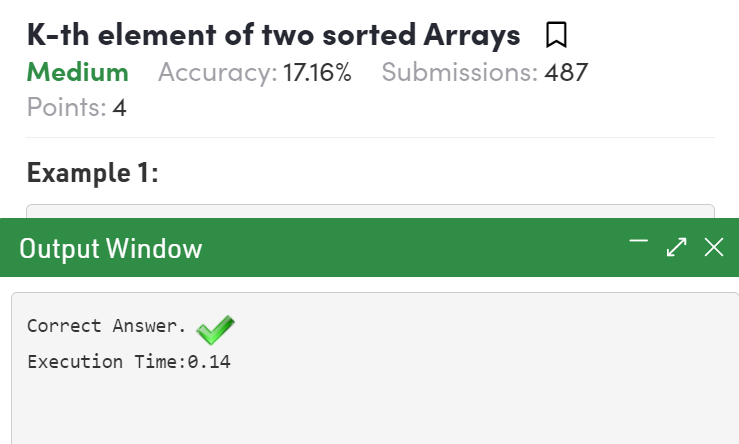 K-th element of two sorted Arrays
Medium Accuracy: 17.16% Submissions: 487
Points: 4
Example 1:
Output Window
Correct Answer.
Execution Time:0.14